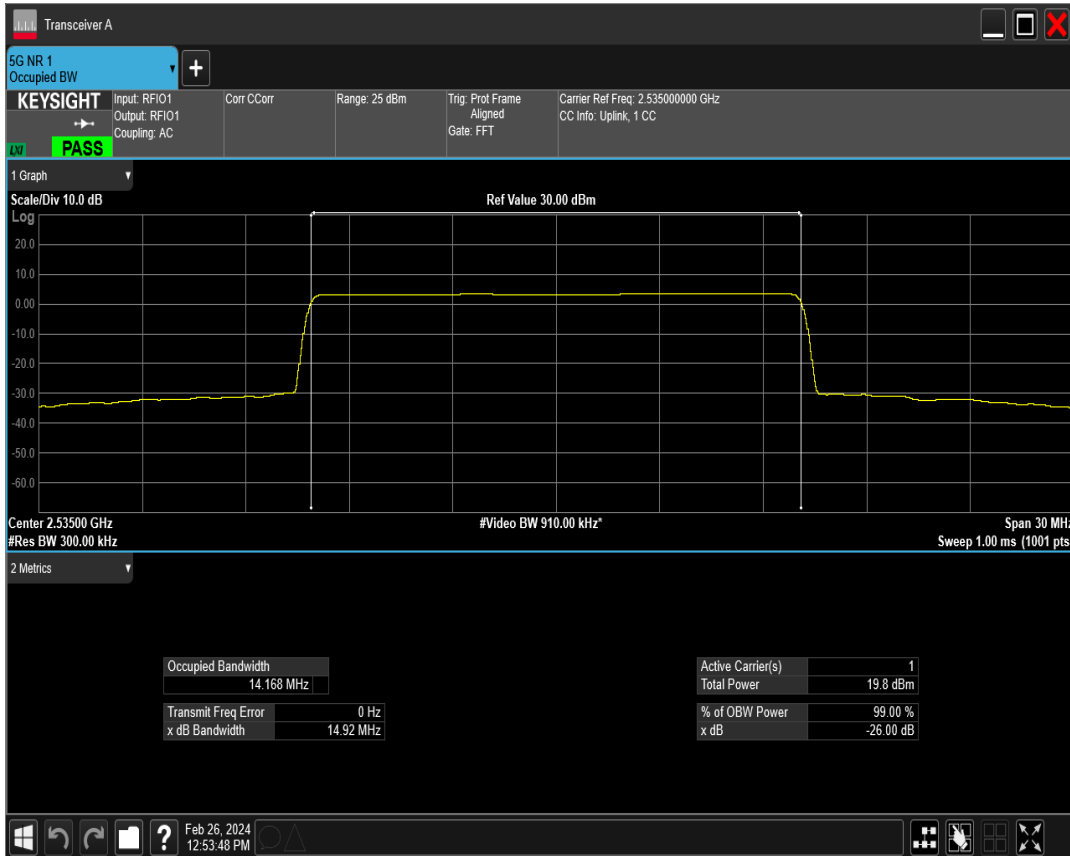 Transceiver A
5G NR 1
Occupied BW
KEYSIGHT
LXI
PASS
Input: RFIO1
Output: RFIO1
Coupling: AC
Corr CCorr
Range: 25 dBm
Trig: Prot Frame
Aligned
Gate: FFT
Carrier Ref Freq: 2.535000000 GHz
CC Info: Uplink, 1 CC
1 Graph
Scale/Div 10.0 dB
Ref Value 30.00 dBm
Log
20.0
10.0
0.00
-10.0
-20.0
-30.0
-40.0
-50.0
-60.0
Center 2.53500 GHz
#Video BW 910.00 kHz*
Span 30 MHz
#Res BW 300.00 kHz
Sweep 1.00 ms (1001 pts
2 Metrics
Occupied Bandwidth
14.168 MHz
Transmit Freq Error 0 Hz
x dB Bandwidth 14.92 MHz
Active Carrier(s) 1
Total Power 19.8 dBm
% of OBW Power 99.00 %
x dB -26.00 dB
?
Feb 26, 2024
12:53:48 PM